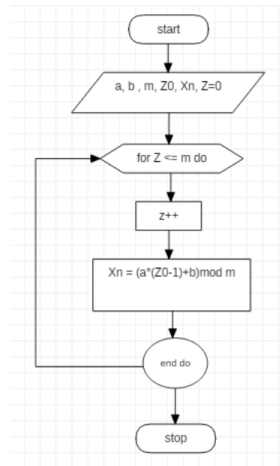 start
a, b , m, Z0, Xn, Z=0
for Z <= m do
z++
Xn = (a*(Z0-1)+b)mod m
end do
stop